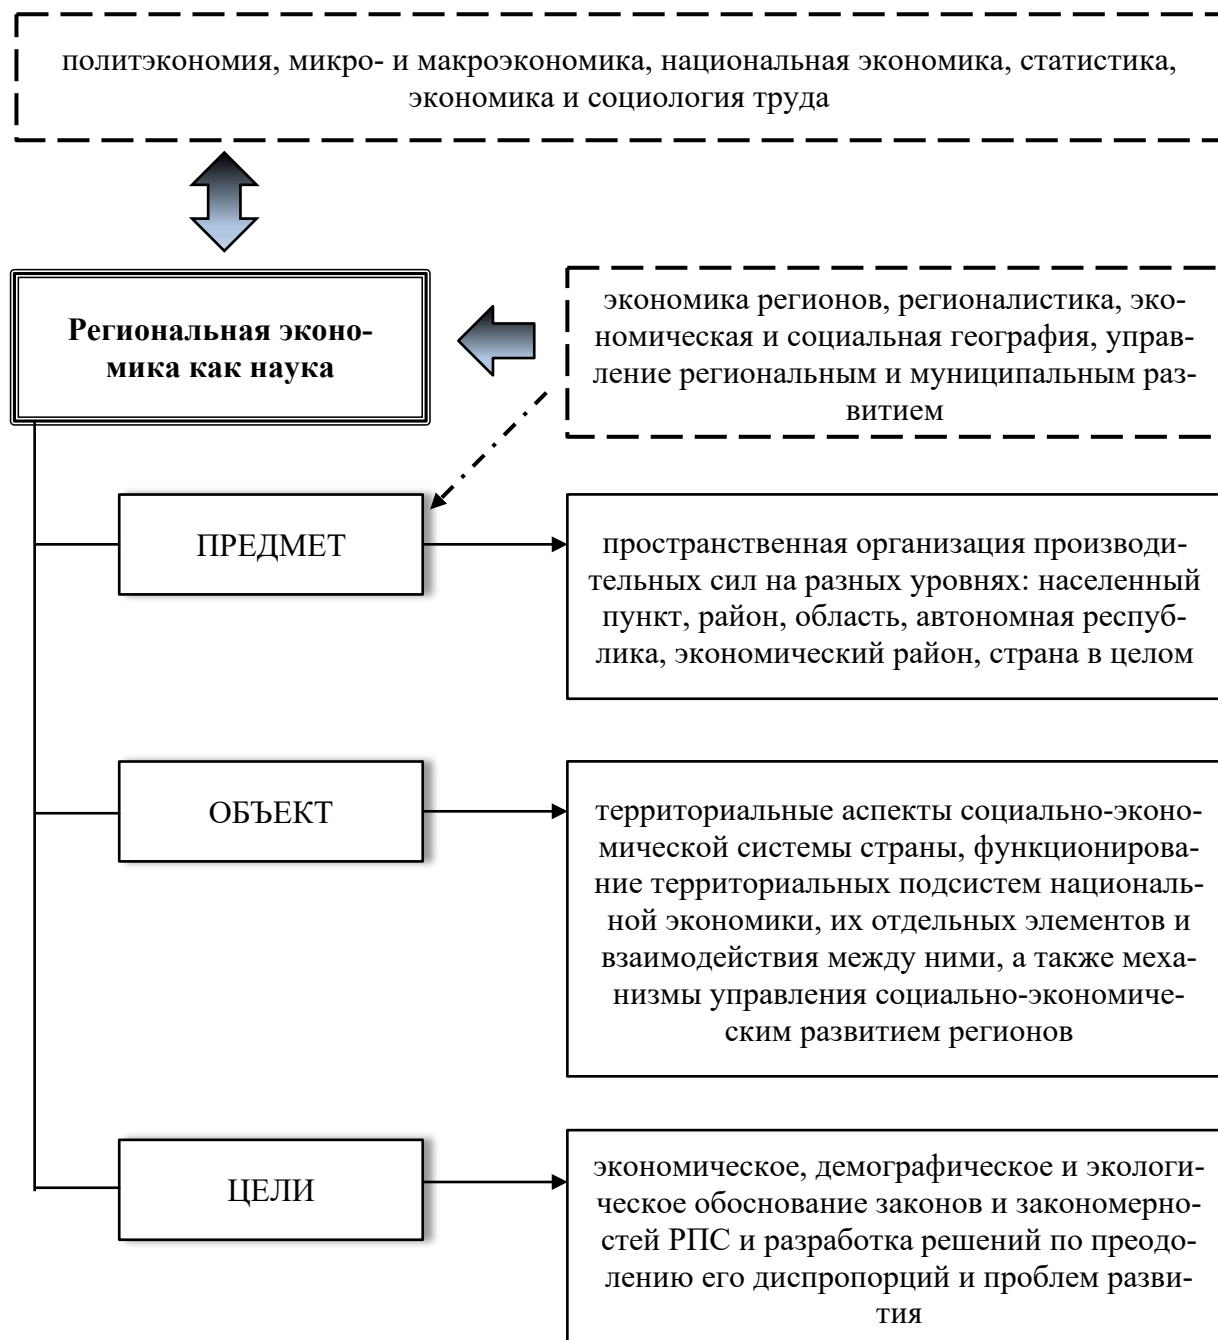 политэкономия, микро- и макроэкономика, национальная экономика, статистика,
экономика и социология труда
Региональная эконо-
мика как наука
экономика регионов, регионалистика, эко-
номическая и социальная география, управ-
ление региональным и муниципальным раз-
витием
ПРЕДМЕТ
пространственная организация производи-
тельных сил на разных уровнях: населенный
пункт, район, область, автономная респуб-
лика, экономический район, страна в целом
ОБЪЕКТ
территориальные аспекты социально-эконо-
мической системы страны, функционирова-
ние территориальных подсистем националь-
ной экономики, их отдельных элементов и
взаимодействия между ними, а также меха-
низмы управления социально-экономиче-
ским развитием регионов
ЦЕЛИ
экономическое, демографическое и экологи-
ческое обоснование законов и закономерно-
стей РПС и разработка решений по преодо-
лению его диспропорций и проблем разви-
тия